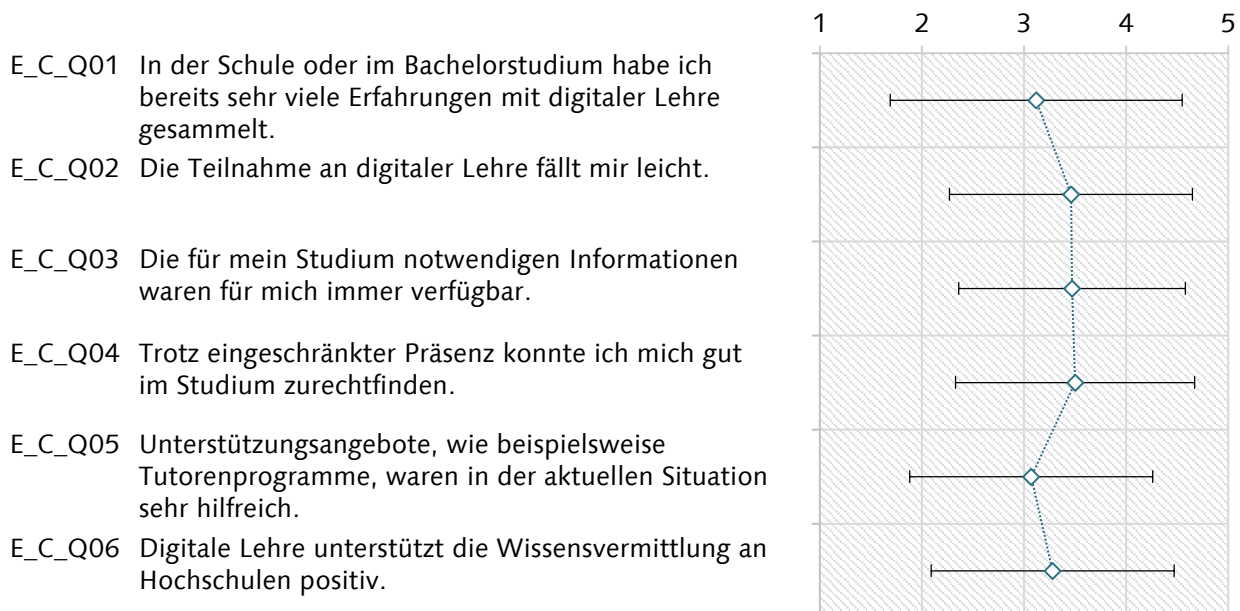 1 2 3 4 5
E_C_Q01 In der Schule oder im Bachelorstudium habe ich
bereits sehr viele Erfahrungen mit digitaler Lehre
gesammelt.
E_C_Q02 Die Teilnahme an digitaler Lehre fällt mir leicht.
E_C_Q03 Die für mein Studium notwendigen Informationen
waren für mich immer verfügbar.
E_C_Q04 Trotz eingeschränkter Präsenz konnte ich mich gut
im Studium zurechtfinden.
E_C_Q05 Unterstützungsangebote, wie beispielsweise
Tutorenprogramme, waren in der aktuellen Situation
sehr hilfreich.
E_C_Q06 Digitale Lehre unterstützt die Wissensvermittlung an
Hochschulen positiv.